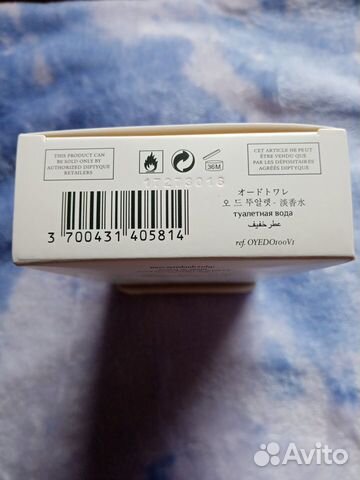 THIS PRODUCT CAN
BE SOLD ONLY BY
AUTHORIZED DIPTYQUE
RETAILERS
36M
CET ARTICLE NE PEUT
ÊTRE VENDU QUE
PAR LES DÉPOSITAIRES
AGRÉÉS DIPTYQUE
オードトワレ
오 드 뚜알렛 - 淡香水
туалетная вода
عطر خفيف
ref. OYEDO100V1
3 700431 405814
Avito